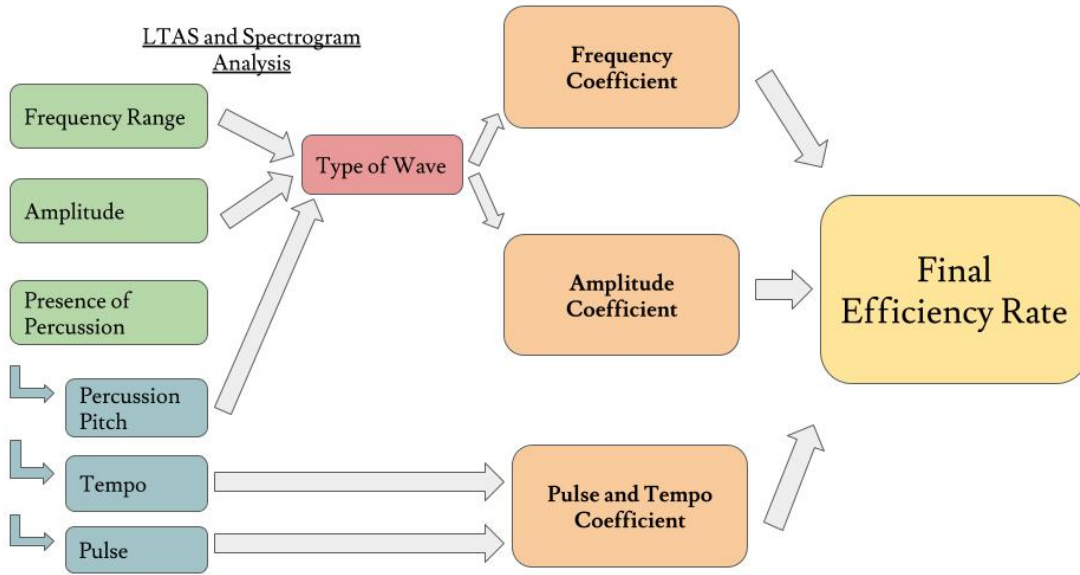 LTAS and Spectrogram
Analysis
Frequency Range
Amplitude
Presence of
Percussion
Percussion
Pitch
Tempo
Pulse
Type of Wave
Frequency
Coefficient
Amplitude
Coefficient
Pulse and Tempo
Coefficient
Final
Efficiency Rate